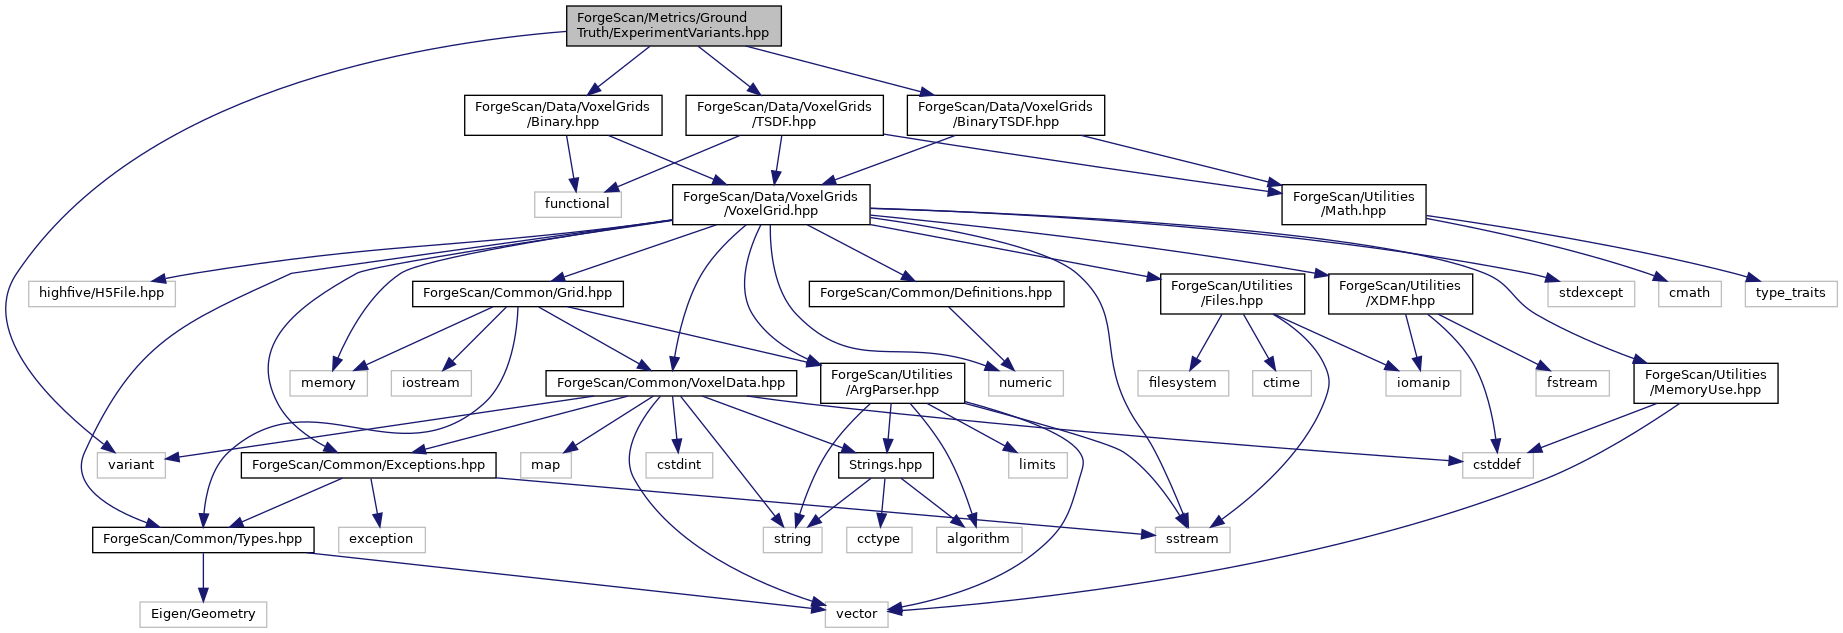 ForgeScan/Metrics/Ground
Truth/ExperimentVariants.hpp
ForgeScan/Data/VoxelGrids
/Binary.hpp
ForgeScan/Data/VoxelGrids
/TSDF.hpp
ForgeScan/Data/VoxelGrids
/BinaryTSDF.hpp
functional
ForgeScan/Data/VoxelGrids
/VoxelGrid.hpp
ForgeScan/Utilities
/Math.hpp
highfive/H5File.hpp
ForgeScan/Common/Grid.hpp
ForgeScan/Common/Definitions.hpp
ForgeScan/Utilities
/Files.hpp
ForgeScan/Utilities
/XDMF.hpp
stdexcept
cmath
type_traits
memory
iostream
ForgeScan/Common/VoxelData.hpp
ForgeScan/Utilities
/ArgParser.hpp
numeric
filesystem
ctime
iomanip
fstream
ForgeScan/Utilities
/MemoryUse.hpp
variant
ForgeScan/Common/Exceptions.hpp
map
cstdint
Strings.hpp
limits
cstddef
ForgeScan/Common/Types.hpp
exception
string
cctype
algorithm
sstream
Eigen/Geometry
vector